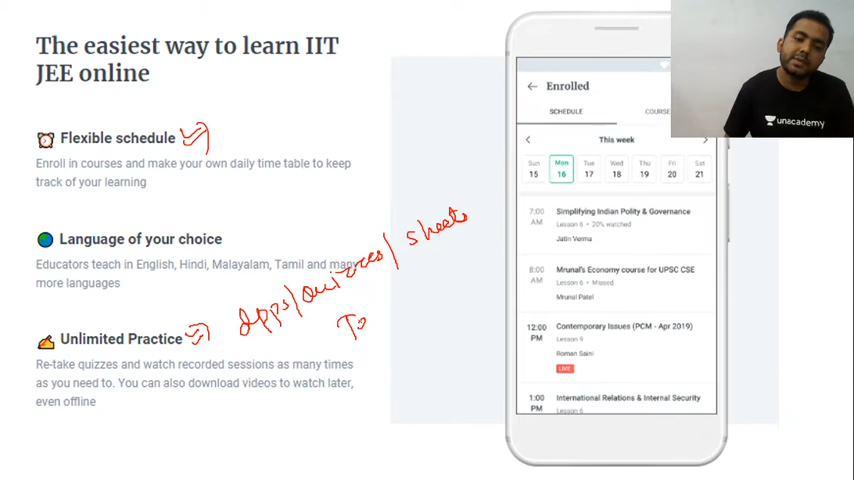 The easiest way to learn IIT
JEE online
Flexible schedule
Enroll in courses and make your own daily time table to keep
track of your learning
Language of your choice
Educators teach in English, Hindi, Malayalam, Tamil and many
more languages
Unlimited Practice
Re-take quizzes and watch recorded sessions as many times
as you need to. You can also download videos to watch later,
even offline
dpps/quizzes/sheets
To
Enrolled
SCHEDULE COURSE
This week
Sun Mon Tue Wed Thu Fri Sat
15 16 17 18 19 20 21
7:00 AM
Simplifying Indian Polity & Governance
Lesson 6 • 20% watched
Jatin Verma
8:00 AM
Mrunal's Economy course for UPSC CSE
Lesson 6 • Missed
Mrunal Patel
12:00 PM
Contemporary Issues (PCM - Apr 2019)
Lesson 9
Roman Saini
LIVE
1:00 PM
International Relations & Internal Security
Lesson 6
unacademy